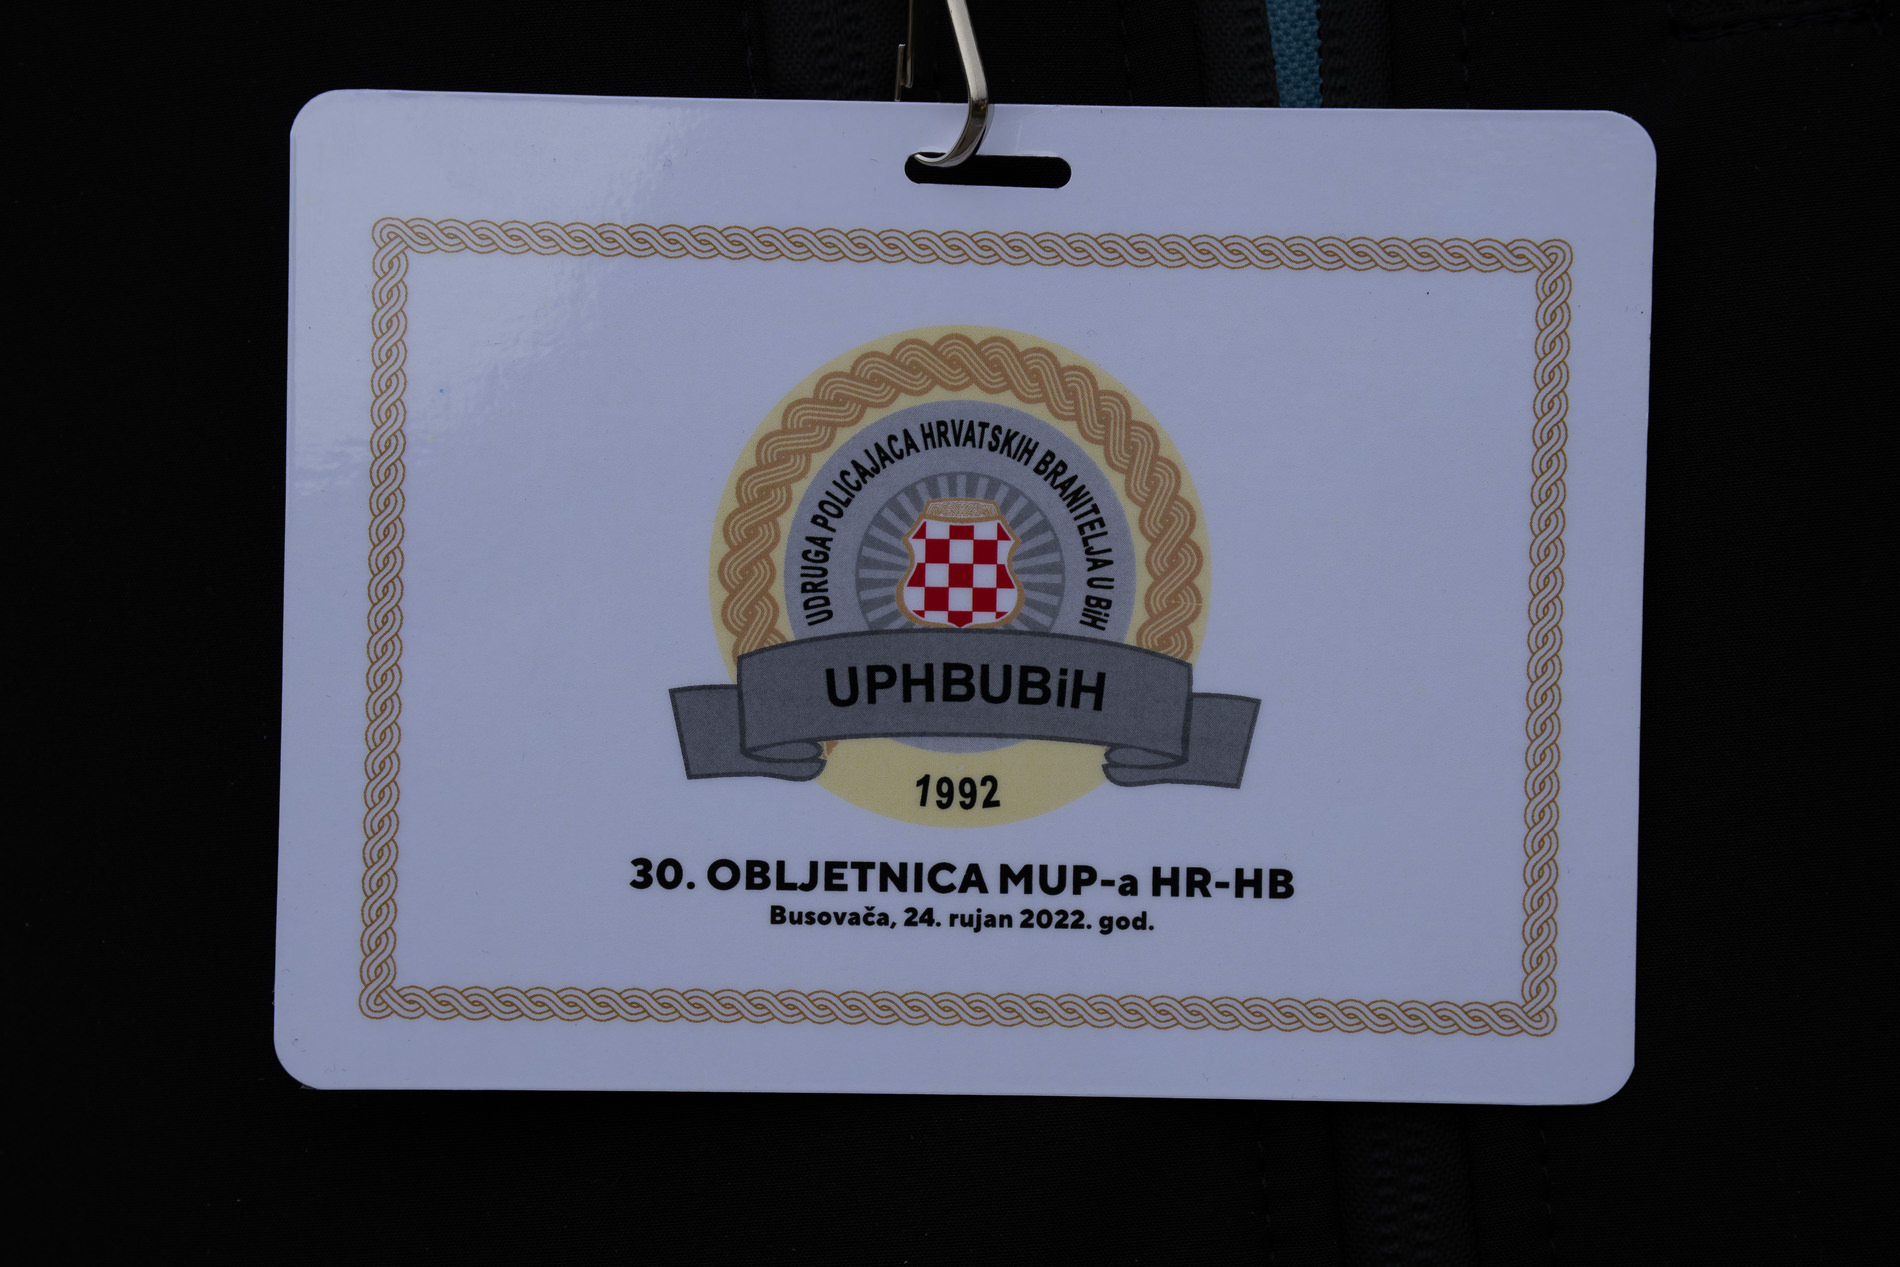 UDRUGA POLICAJACA HRVATSKIH BRANITELJA U BiH
UPHBUBiH
1992
30. OBLJETNICA MUP-a HR-HB
Busovača, 24. rujan 2022. god.